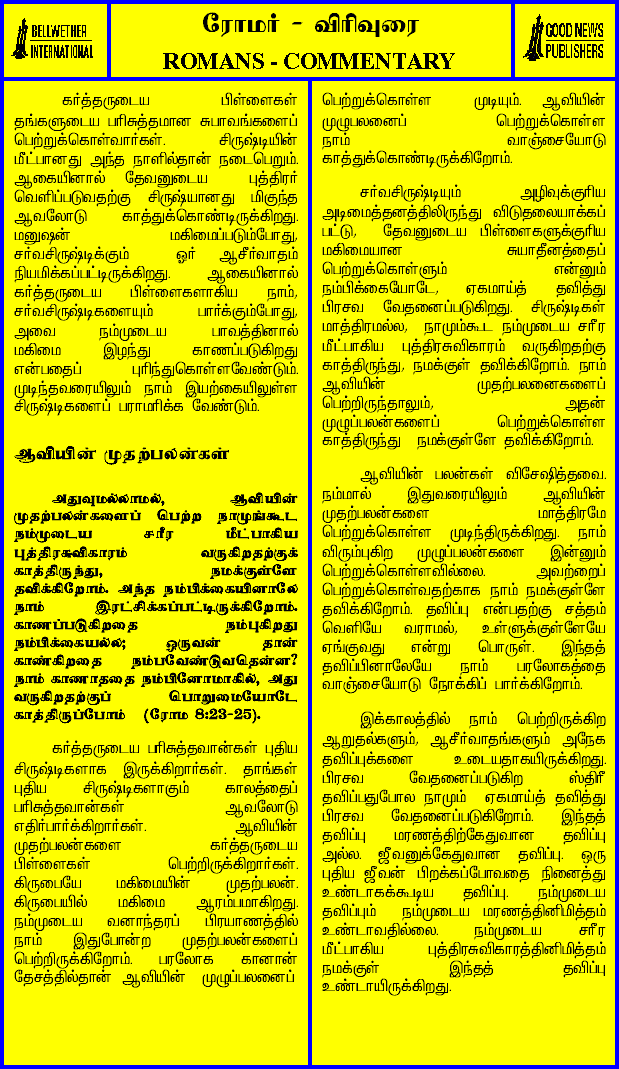 BELLWETHER
INTERNATIONAL
ரோமர் - விரிவுரை
ROMANS - COMMENTARY
GOOD NEWS
PUBLISHERS
கர்த்தருடைய பிள்ளைகள்
தங்களுடைய பரிசுத்தமான சுபாவங்களைப்
பெற்றுக்கொள்வார்கள். சிருஷ்டியின்
மீட்பானது அந்த நாளில்தான் நடைபெறும்.
ஆகையினால் தேவனுடைய புத்திரர்
வெளிப்படுவதற்கு சிருஷ்யானது மிகுந்த
ஆவலோடு காத்துக்கொண்டிருக்கிறது.
மனுஷன் மகிமைப்படும்போது,
சர்வசிருஷ்டிக்கும் ஓர் ஆசீர்வாதம்
நியமிக்கப்பட்டிருக்கிறது. ஆகையினால்
கர்த்தருடைய பிள்ளைகளாகிய நாம்,
சர்வசிருஷ்டிகளையும் பார்க்கும்போது,
அவை நம்முடைய பாவத்தினால்
மகிமை இழந்து காணப்படுகிறது
என்பதைப் புரிந்துகொள்ளவேண்டும்.
முடிந்தவரையிலும் நாம் இயற்கையிலுள்ள
சிருஷ்டிகளைப் பராமரிக்க வேண்டும்.
ஆவியின் முதற்பலன்கள்
அதுவுமல்லாமல், ஆவியின்
முதற்பலன்களைப் பெற்ற நாமுங்கூட
நம்முடைய சரீர மீட்பாகிய
புத்திரசுவிகாரம் வருகிறதற்குக்
காத்திருந்து, நமக்குள்ளே
தவிக்கிறோம். அந்த நம்பிக்கையினாலே
நாம் இரட்சிக்கப்பட்டிருக்கிறோம்.
காணப்படுகிறதை நம்புகிறது
நம்பிக்கையல்ல; ஒருவன் தான்
காண்கிறதை நம்பவேண்டுவதென்ன?
நாம் காணாததை நம்பினோமாகில், அது
வருகிறதற்குப் பொறுமையோடே
காத்திருப்போம் (ரோம 8:23-25).
கர்த்தருடைய பரிசுத்தவான்கள் புதிய
சிருஷ்டிகளாக இருக்கிறார்கள். தாங்கள்
புதிய சிருஷ்டிகளாகும் காலத்தைப்
பரிசுத்தவான்கள் ஆவலோடு
எதிர்பார்க்கிறார்கள். ஆவியின்
முதற்பலன்களை கர்த்தருடைய
பிள்ளைகள் பெற்றிருக்கிறார்கள்.
கிருபையே மகிமையின் முதற்பலன்.
கிருபையில் மகிமை ஆரம்பமாகிறது.
நம்முடைய வனாந்தரப் பிரயாணத்தில்
நாம் இதுபோன்ற முதற்பலன்களைப்
பெற்றிருக்கிறோம். பரலோக கானான்
தேசத்தில்தான் ஆவியின் முழுப்பலனைப்
பெற்றுக்கொள்ள முடியும். ஆவியின்
முழுபலனைப் பெற்றுக்கொள்ள
நாம் வாஞ்சையோடு
காத்துக்கொண்டிருக்கிறோம்.
சர்வசிருஷ்டியும் அழிவுக்குரிய
அடிமைத்தனத்திலிருந்து விடுதலையாக்கப்
பட்டு, தேவனுடைய பிள்ளைகளுக்குரிய
மகிமையான சுயாதீனத்தைப்
பெற்றுக்கொள்ளும் என்னும்
நம்பிக்கையோடே, ஏகமாய்த் தவித்து
பிரசவ வேதனைப்படுகிறது. சிருஷ்டிகள்
மாத்திரமல்ல, நாமும்கூட நம்முடைய சரீர
மீட்பாகிய புத்திரசுவிகாரம் வருகிறதற்கு
காத்திருந்து, நமக்குள் தவிக்கிறோம். நாம்
ஆவியின் முதற்பலனைகளைப்
பெற்றிருந்தாலும், அதன்
முழுப்பலன்களைப் பெற்றுக்கொள்ள
காத்திருந்து நமக்குள்ளே தவிக்கிறோம்.
ஆவியின் பலன்கள் விசேஷித்தவை.
நம்மால் இதுவரையிலும் ஆவியின்
முதற்பலன்களை மாத்திரமே
பெற்றுக்கொள்ள முடிந்திருக்கிறது. நாம்
விரும்புகிற முழுப்பலன்களை இன்னும்
பெற்றுக்கொள்ளவில்லை. அவற்றைப்
பெற்றுக்கொள்வதற்காக நாம் நமக்குள்ளே
தவிக்கிறோம். தவிப்பு என்பதற்கு சத்தம்
வெளியே வராமல், உள்ளுக்குள்ளேயே
ஏங்குவது என்று பொருள். இந்தத்
தவிப்பினாலேயே நாம் பரலோகத்தை
வாஞ்சையோடு நோக்கிப் பார்க்கிறோம்.
இக்காலத்தில் நாம் பெற்றிருக்கிற
ஆறுதல்களும், ஆசீர்வாதங்களும் அநேக
தவிப்புக்களை உடையதாகயிருக்கிறது.
பிரசவ வேதனைப்படுகிற ஸ்திரீ
தவிப்பதுபோல நாமும் ஏகமாய்த் தவித்து
பிரசவ வேதனைப்படுகிறோம். இந்தத்
தவிப்பு மரணத்திற்கேதுவான தவிப்பு
அல்ல. ஜீவனுக்கேதுவான தவிப்பு. ஒரு
புதிய ஜீவன் பிறக்கப்போவதை நினைத்து
உண்டாகக்கூடிய தவிப்பு. நம்முடைய
தவிப்பும் நம்முடைய மரணத்தினிமித்தம்
உண்டாவதில்லை. நம்முடைய சரீர
மீட்பாகிய புத்திரசுவிகாரத்தினிமித்தம்
நமக்குள் இந்தத் தவிப்பு
உண்டாயிருக்கிறது.